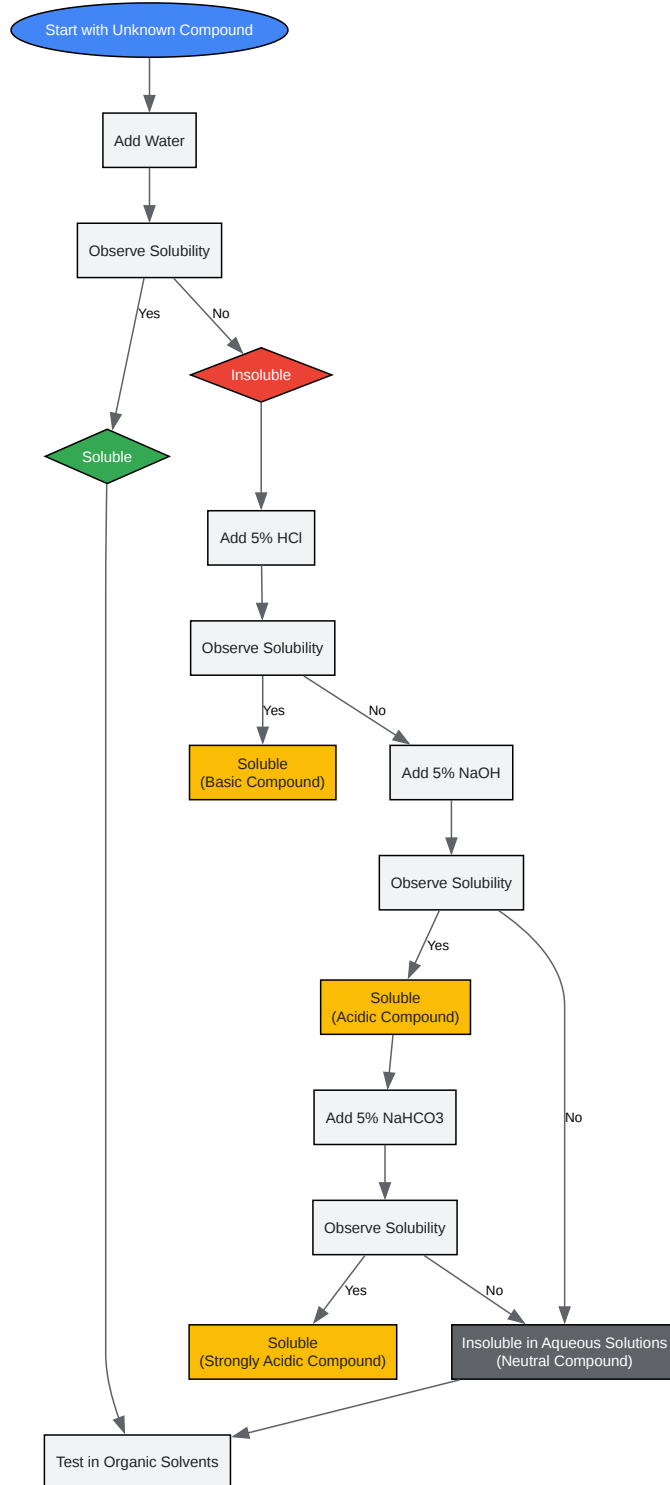 Start with Unknown Compound
Add Water
Observe Solubility
Yes
No
Insoluble
Soluble
Add 5% HCl
Observe Solubility
Yes
No
Soluble
(Basic Compound)
Add 5% NaOH
Observe Solubility
Yes
Soluble
(Acidic Compound)
Add 5% NaHCO3
No
Observe Solubility
Yes
No
Soluble
(Strongly Acidic Compound)
Insoluble in Aqueous Solutions
(Neutral Compound)
Test in Organic Solvents